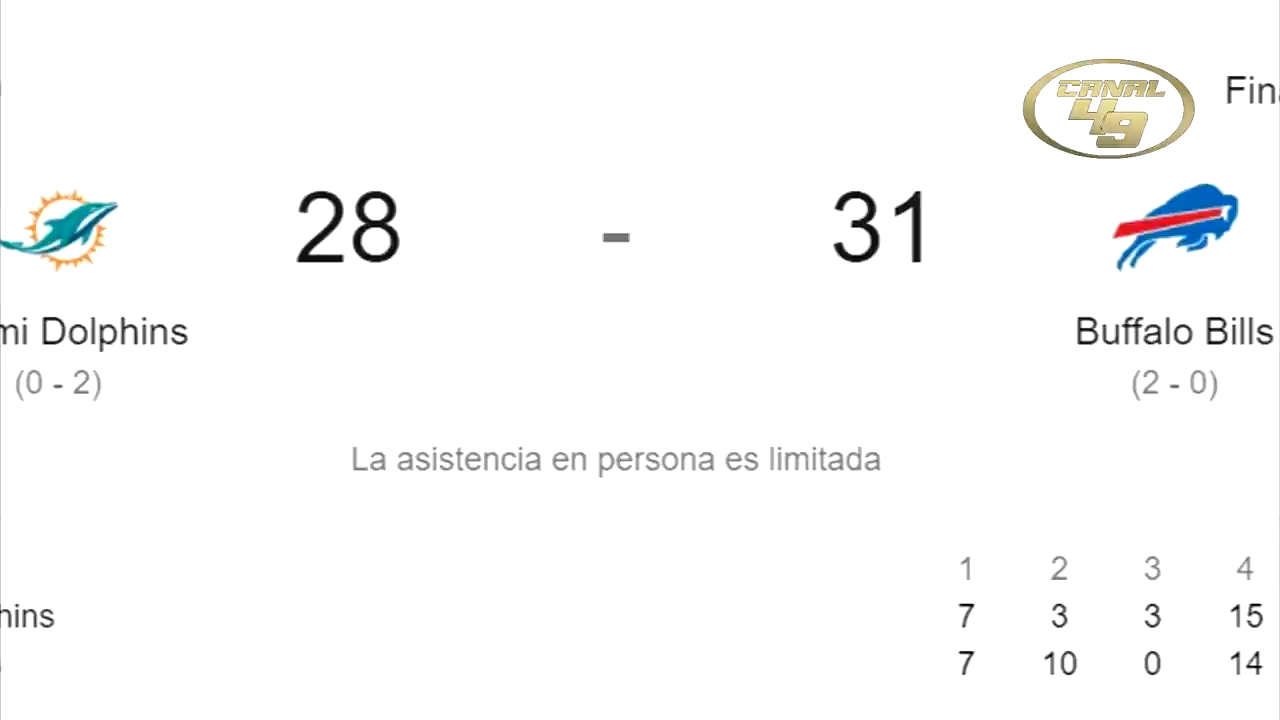 CANAL
49
Fin
28 - 31
mi Dolphins
Buffalo Bills
(0 - 2)
(2 - 0)
La asistencia en persona es limitada
1 2 3 4
hins 7 3 3 15
7 10 0 14